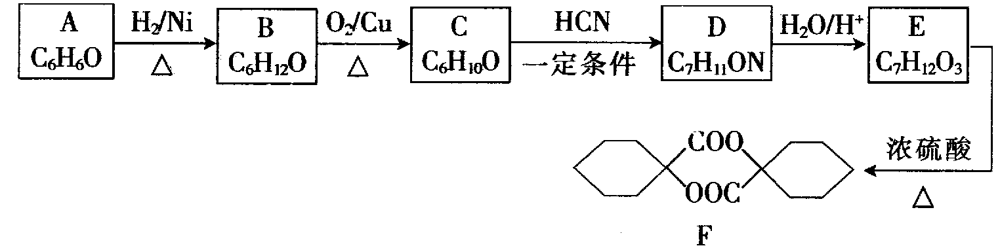 A H₂/Ni B O₂/Cu C HCN D H₂O/H⁺ E
C₆H₆O △ C₆H₁₂O △ C₆H₁₀O 一定条件 C₇H₁₁ON C₇H₁₂O₃
COO 浓硫酸
OOC △
F